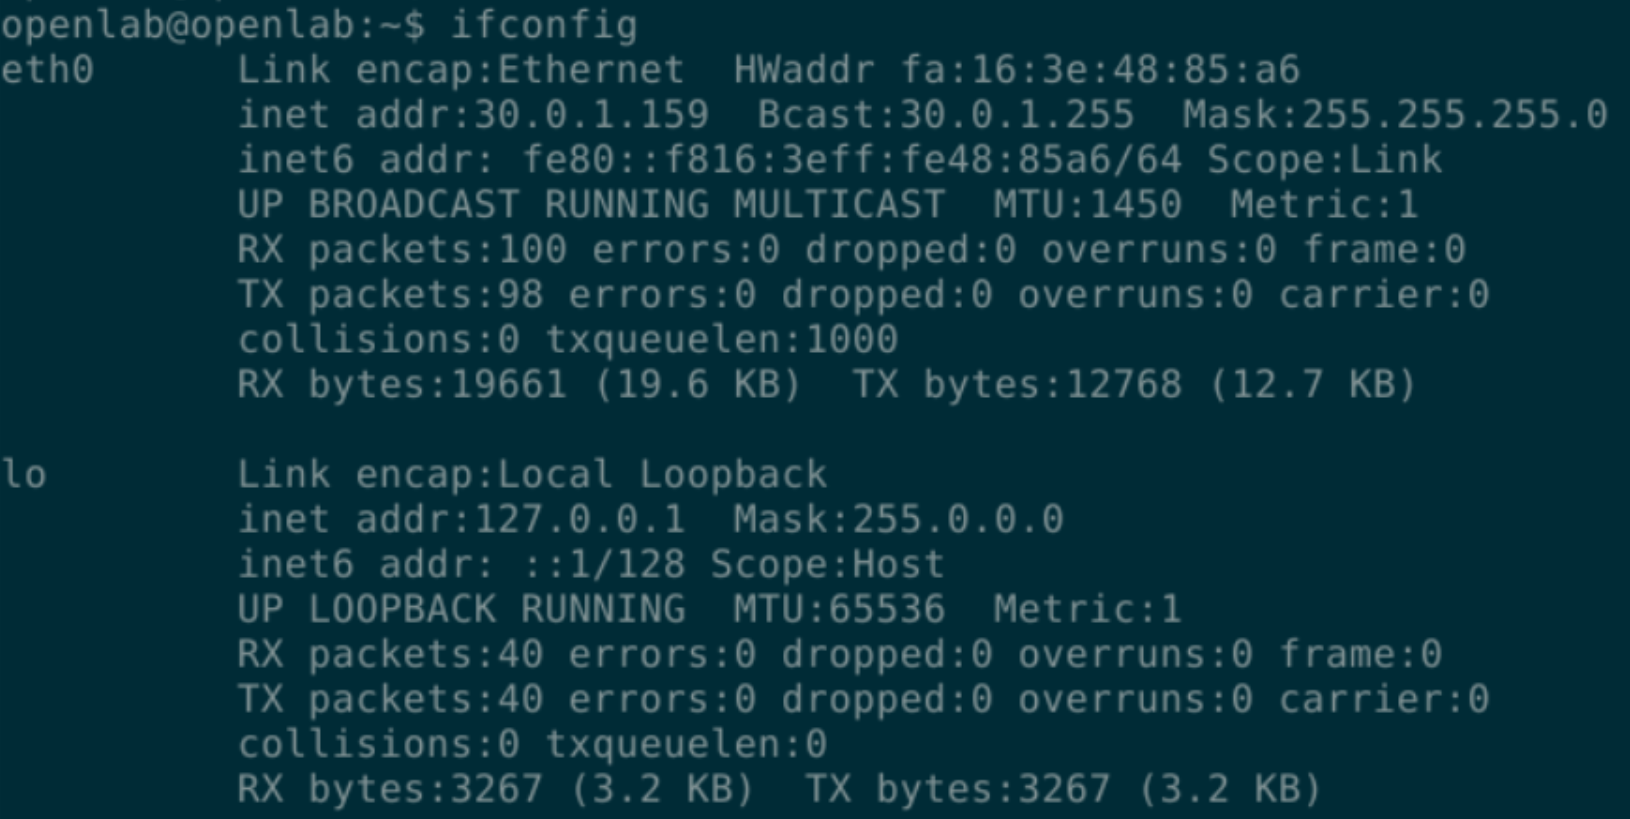 openlab@openlab:~$ ifconfig
eth0      Link encap:Ethernet  HWaddr fa:16:3e:48:85:a6
          inet addr:30.0.1.159  Bcast:30.0.1.255  Mask:255.255.255.0
          inet6 addr: fe80::f816:3eff:fe48:85a6/64 Scope:Link
          UP BROADCAST RUNNING MULTICAST  MTU:1450  Metric:1
          RX packets:100 errors:0 dropped:0 overruns:0 frame:0
          TX packets:98 errors:0 dropped:0 overruns:0 carrier:0
          collisions:0 txqueuelen:1000
          RX bytes:19661 (19.6 KB)  TX bytes:12768 (12.7 KB)

lo        Link encap:Local Loopback
          inet addr:127.0.0.1  Mask:255.0.0.0
          inet6 addr: ::1/128 Scope:Host
          UP LOOPBACK RUNNING  MTU:65536  Metric:1
          RX packets:40 errors:0 dropped:0 overruns:0 frame:0
          TX packets:40 errors:0 dropped:0 overruns:0 carrier:0
          collisions:0 txqueuelen:0
          RX bytes:3267 (3.2 KB)  TX bytes:3267 (3.2 KB)